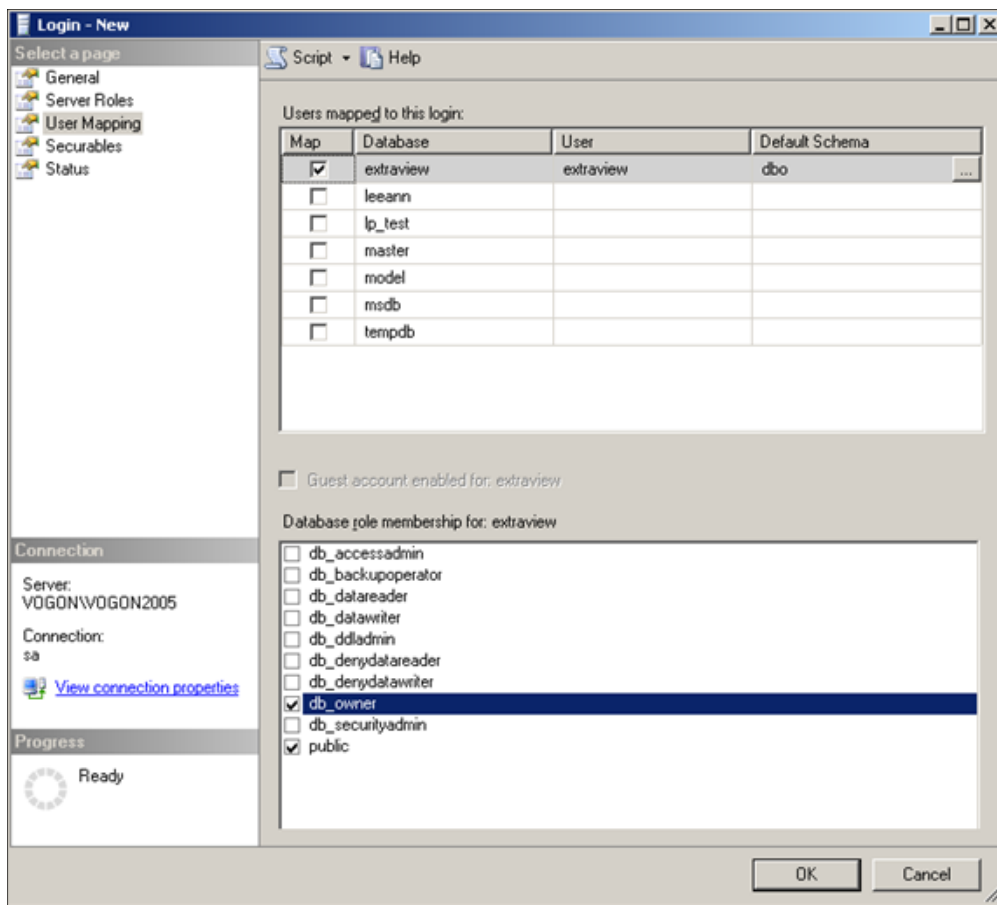 Login - New
Select a page
General
Server Roles
User Mapping
Securables
Status
Script Help
Users mapped to this login:
Map Database User Default Schema
extraview extraview dbo ...
leeann
lp_test
master
model
msdb
tempdb
Guest account enabled for: extraview
Database role membership for: extraview
db_accessadmin
db_backupoperator
db_datareader
db_datawriter
db_ddladmin
db_denydatareader
db_denydatawriter
db_owner
db_securityadmin
public
Connection
Server:
VOGON\VOGON2005
Connection:
sa
View connection properties
Progress
Ready
OK Cancel